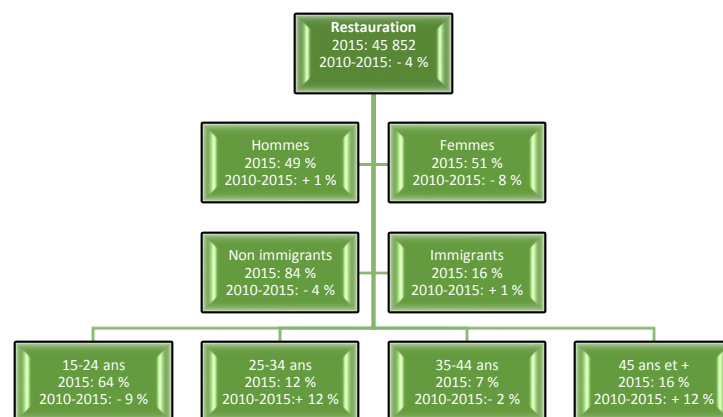 Restauration
2015: 45 852
2010-2015: - 4 %
Hommes
2015: 49 %
2010-2015: + 1 %
Femmes
2015: 51 %
2010-2015: - 8 %
Non immigrants
2015: 84 %
2010-2015: - 4 %
Immigrants
2015: 16 %
2010-2015: + 1 %
15-24 ans
2015: 64 %
2010-2015: - 9 %
25-34 ans
2015: 12 %
2010-2015:+ 12 %
35-44 ans
2015: 7 %
2010-2015:- 2 %
45 ans et +
2015: 16 %
2010-2015: + 12 %